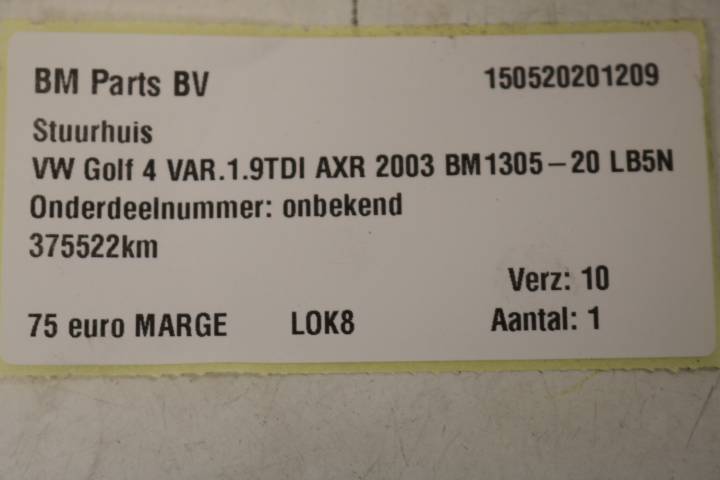 BM Parts BV 150520201209
Stuurhuis
VW Golf 4 VAR.1.9TDI AXR 2003 BM1305-20 LB5N
Onderdeelnummer: onbekend
375522km
Verz: 10
75 euro MARGE LOK8 Aantal: 1